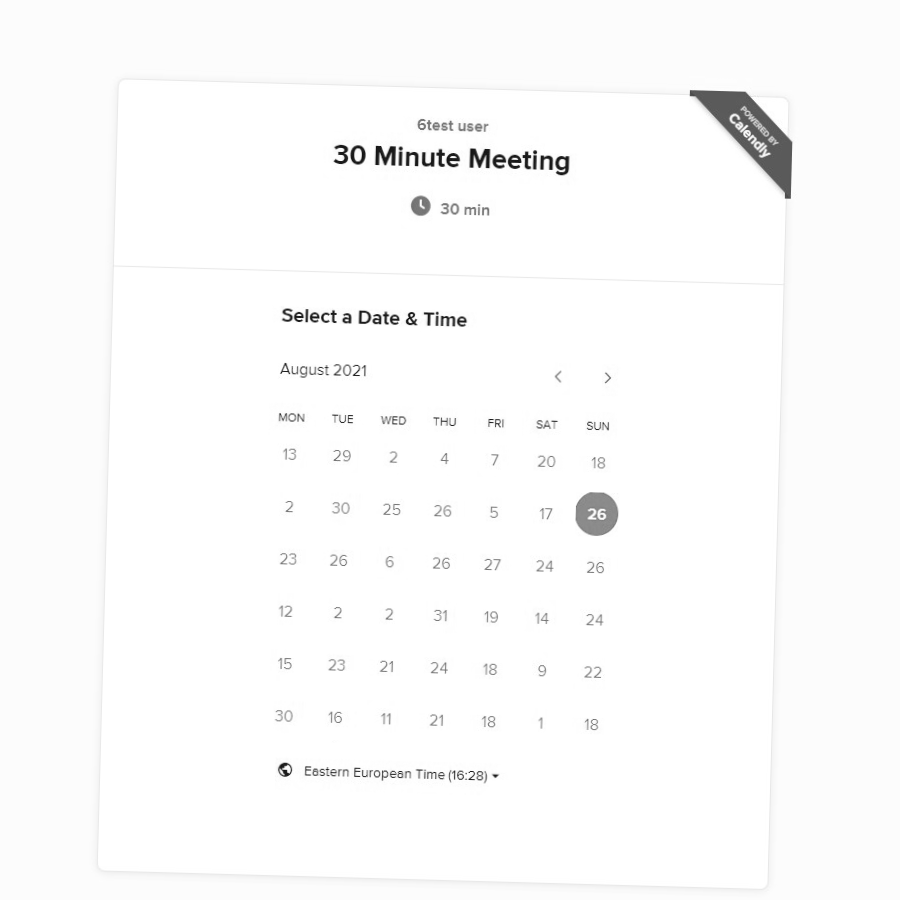 6test user
POWERED BY
Calendly
30 Minute Meeting
30 min
Select a Date & Time
August 2021
MON TUE WED THU FRI SAT SUN
13 29 2 4 7 20 18
2 30 25 26 5 17 26
23 26 6 26 27 24 26
12 2 2 31 19 14 24
15 23 21 24 18 9 22
30 16 11 21 18 1 18
Eastern European Time (16:28)